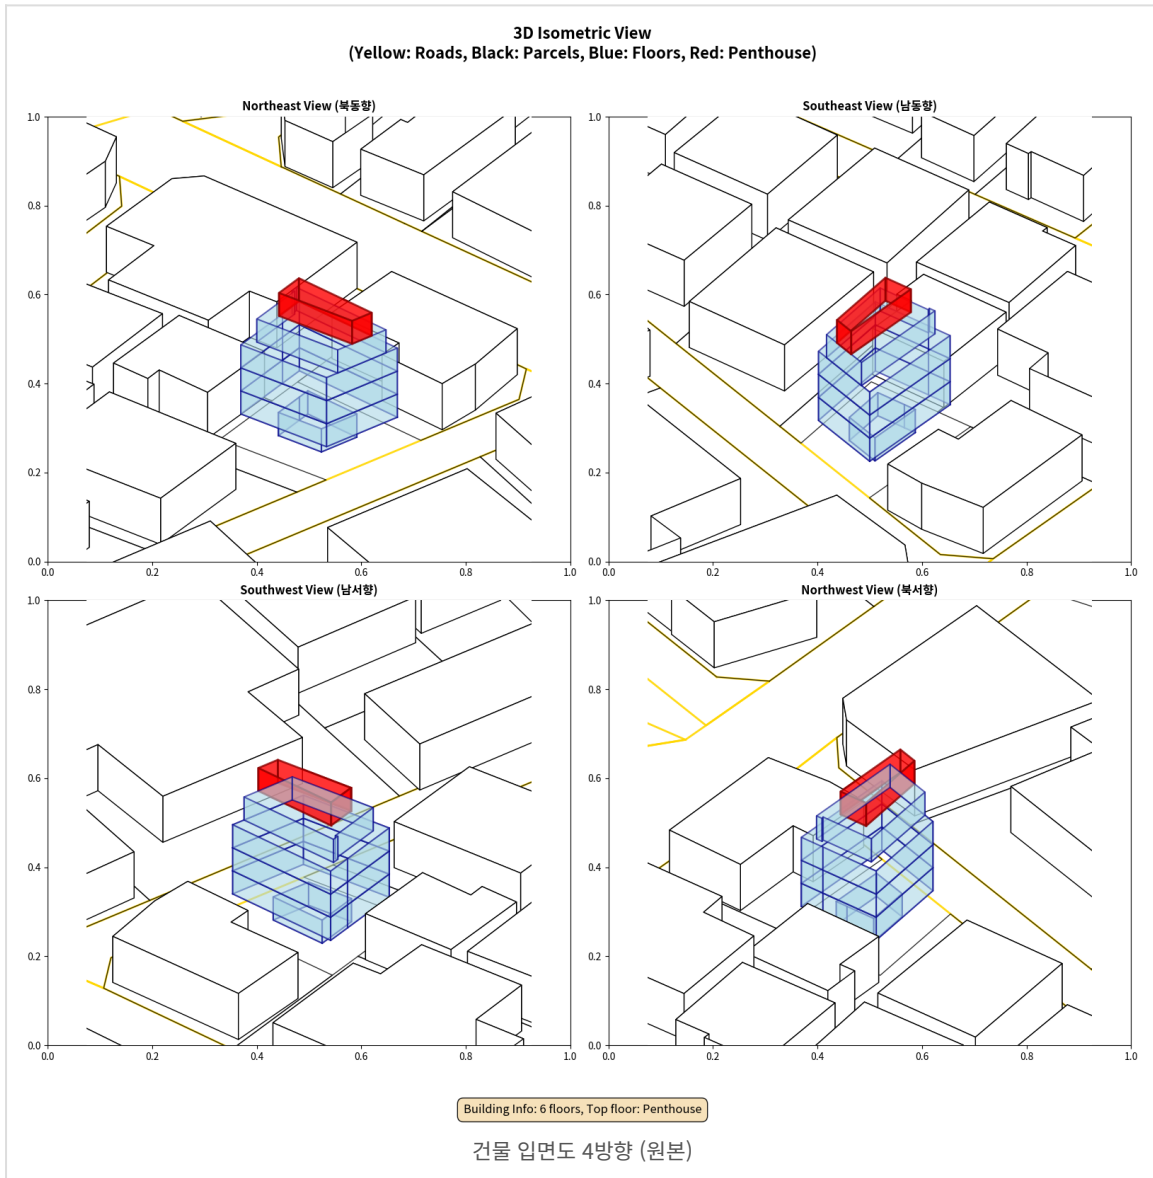 3D Isometric View
(Yellow: Roads, Black: Parcels, Blue: Floors, Red: Penthouse)
Northeast View (북동향)
1.0
0.8
0.6
0.4
0.2
0.0
0.0 0.2 0.4 0.6 0.8 1.0
Southeast View (남동향)
1.0
0.8
0.6
0.4
0.2
0.0
0.0 0.2 0.4 0.6 0.8 1.0
Southwest View (남서향)
1.0
0.8
0.6
0.4
0.2
0.0
0.0 0.2 0.4 0.6 0.8 1.0
Northwest View (북서향)
1.0
0.8
0.6
0.4
0.2
0.0
0.0 0.2 0.4 0.6 0.8 1.0
Building Info: 6 floors, Top floor: Penthouse
건물 입면도 4방향 (원본)